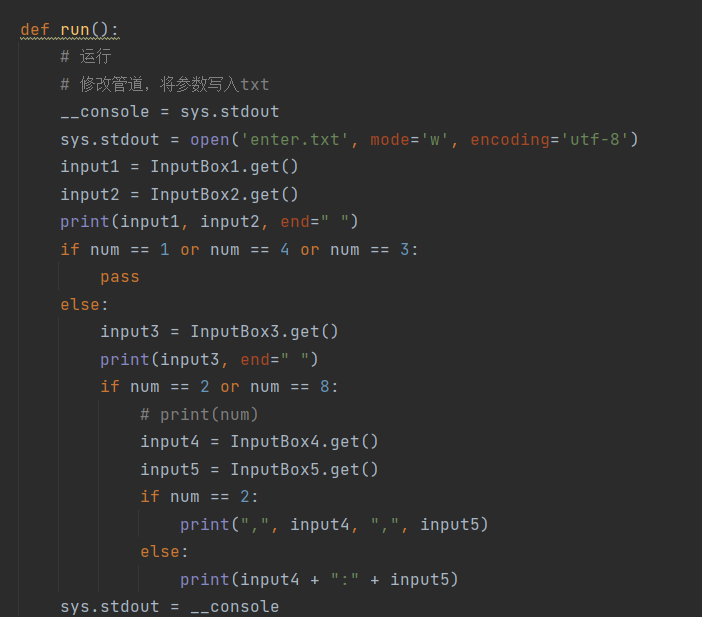 def run():
    # 运行
    # 修改管道，将参数写入txt
    __console = sys.stdout
    sys.stdout = open('enter.txt', mode='w', encoding='utf-8')
    input1 = InputBox1.get()
    input2 = InputBox2.get()
    print(input1, input2, end=" ")
    if num == 1 or num == 4 or num == 3:
        pass
    else:
        input3 = InputBox3.get()
        print(input3, end=" ")
        if num == 2 or num == 8:
            # print(num)
            input4 = InputBox4.get()
            input5 = InputBox5.get()
            if num == 2:
                print(",", input4, ",", input5)
            else:
                print(input4 + ":" + input5)
    sys.stdout = __console